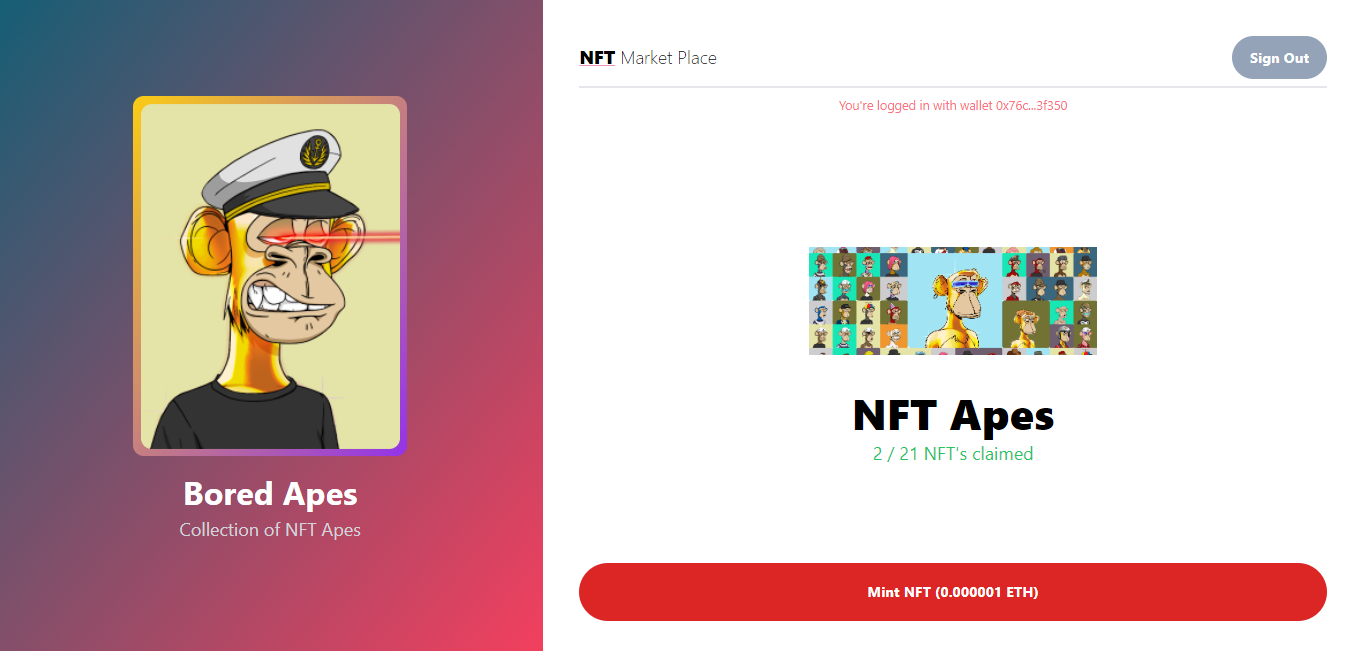 Bored Apes
Collection of NFT Apes
NFT Market Place
Sign Out
You're logged in with wallet 0x76c...3f350
NFT Apes
2 / 21 NFT's claimed
Mint NFT (0.000001 ETH)